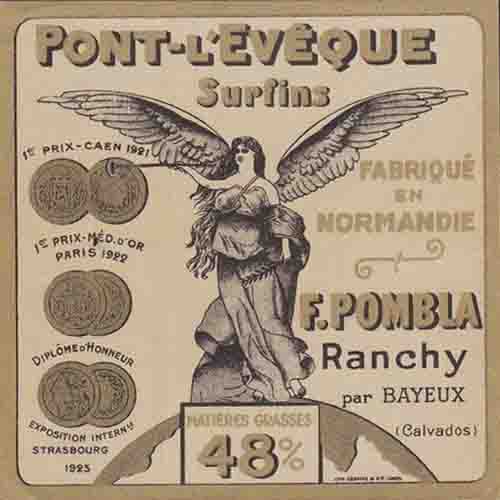 PONT-L'EVÊQUE
Surfins
1er PRIX-CAEN 1921
FABRIQUÉ
EN
NORMANDIE
1er PRIX-MÉD. D'OR
PARIS 1922
F. POMBLA
Ranchy
par BAYEUX
(Calvados)
DIPLÔME D'HONNEUR
EXPOSITION INTERNle
STRASBOURG
1923
MATIÈRES GRASSES
48%